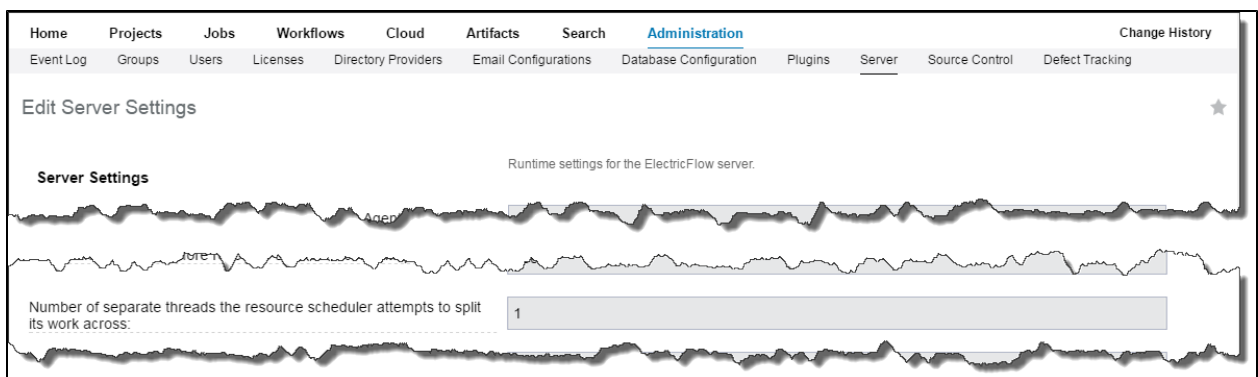 Home Projects Jobs Workflows Cloud Artifacts Search Administration Change History
Event Log Groups Users Licenses Directory Providers Email Configurations Database Configuration Plugins Server Source Control Defect Tracking
Edit Server Settings
Runtime settings for the ElectricFlow server.
Server Settings
Number of separate threads the resource scheduler attempts to split
its work across:
1